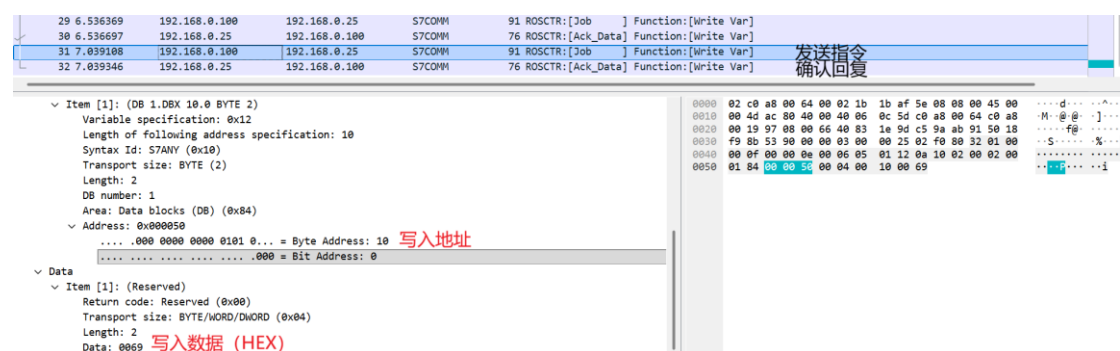 29 6.536369 192.168.0.100 192.168.0.25 S7COMM 91 ROSCTR:[Job ] Function:[Write Var]
30 6.536697 192.168.0.25 192.168.0.100 S7COMM 76 ROSCTR:[Ack_Data] Function:[Write Var]
31 7.039108 192.168.0.100 192.168.0.25 S7COMM 91 ROSCTR:[Job ] Function:[Write Var] 发送指令
32 7.039346 192.168.0.25 192.168.0.100 S7COMM 76 ROSCTR:[Ack_Data] Function:[Write Var] 确认回复
Item [1]: (DB 1.DBX 10.0 BYTE 2)
Variable specification: 0x12
Length of following address specification: 10
Syntax Id: S7ANY (0x10)
Transport size: BYTE (2)
Length: 2
DB number: 1
Area: Data blocks (DB) (0x84)
Address: 0x000050
.... .000 0000 0000 0101 0... = Byte Address: 10 写入地址
.... .... .... .... .... .000 = Bit Address: 0
Data
Item [1]: (Reserved)
Return code: Reserved (0x00)
Transport size: BYTE/WORD/DWORD (0x04)
Length: 2
Data: 0069 写入数据（HEX）
0000 02 c0 a8 00 64 00 02 1b 1b af 5e 08 08 00 45 00 ····d··· ··^···E·
0010 00 4d ac 80 40 00 40 06 0c 5d c0 a8 00 64 c0 a8 ·M··@·@· ·]···d··
0020 00 19 97 08 00 66 40 83 1e 9d c5 9a ab 91 50 18 ·····f@· ······P·
0030 f9 8b 53 90 00 00 03 00 00 25 02 f0 80 32 01 00 ··S····· ·%···2··
0040 00 0f 00 00 0e 00 06 05 01 12 0a 10 02 00 02 00 ········ ········
0050 01 84 00 00 50 00 04 00 10 00 69 ····P··· ··i